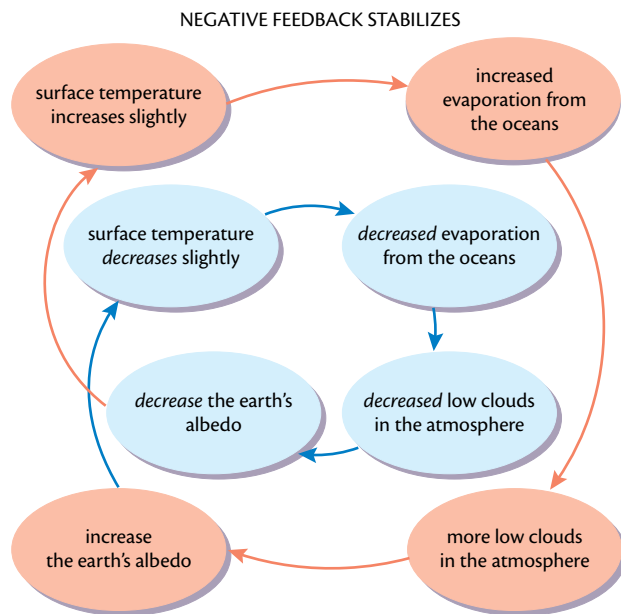 NEGATIVE FEEDBACK STABILIZES
surface temperature
increases slightly
increased
evaporation from
the oceans
surface temperature
decreases slightly
decreased evaporation
from the oceans
decrease the earth's
albedo
decreased low clouds
in the atmosphere
increase
the earth's albedo
more low clouds
in the atmosphere